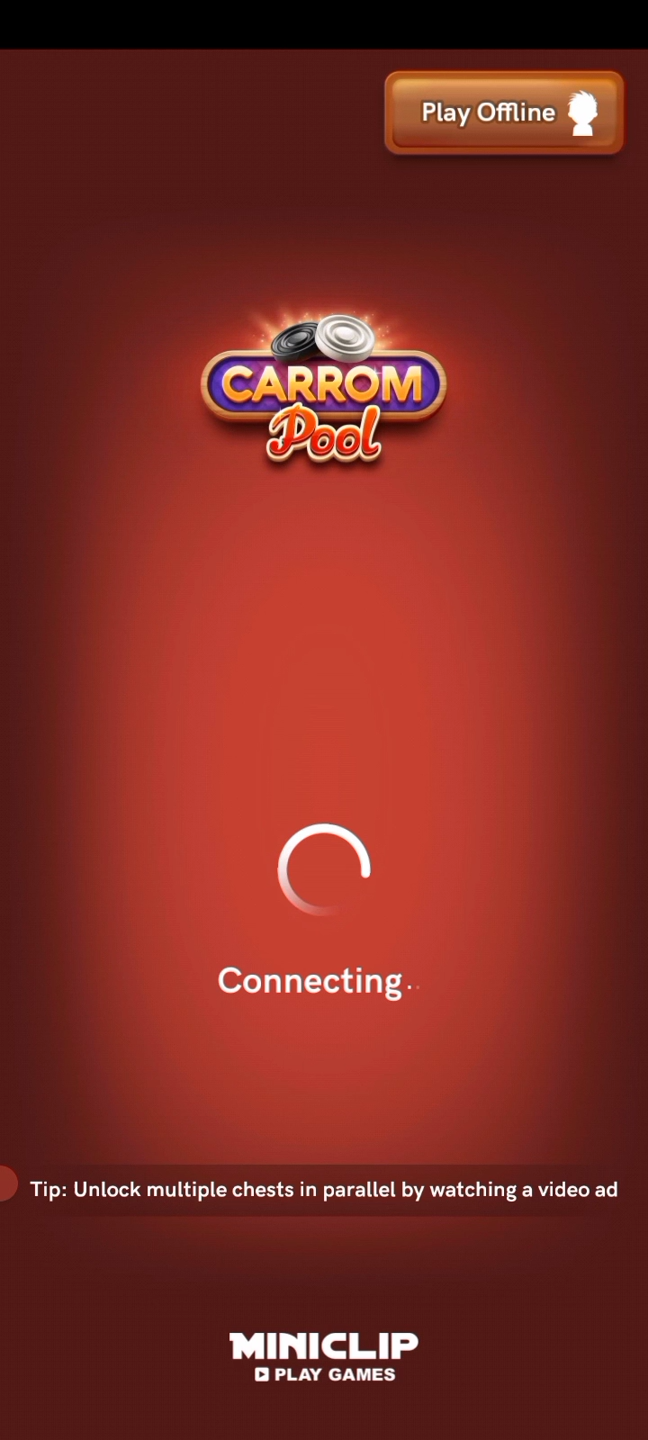 Play Offline
CARROM
Pool
Connecting..
Tip: Unlock multiple chests in parallel by watching a video ad
MINICLIP
PLAY GAMES